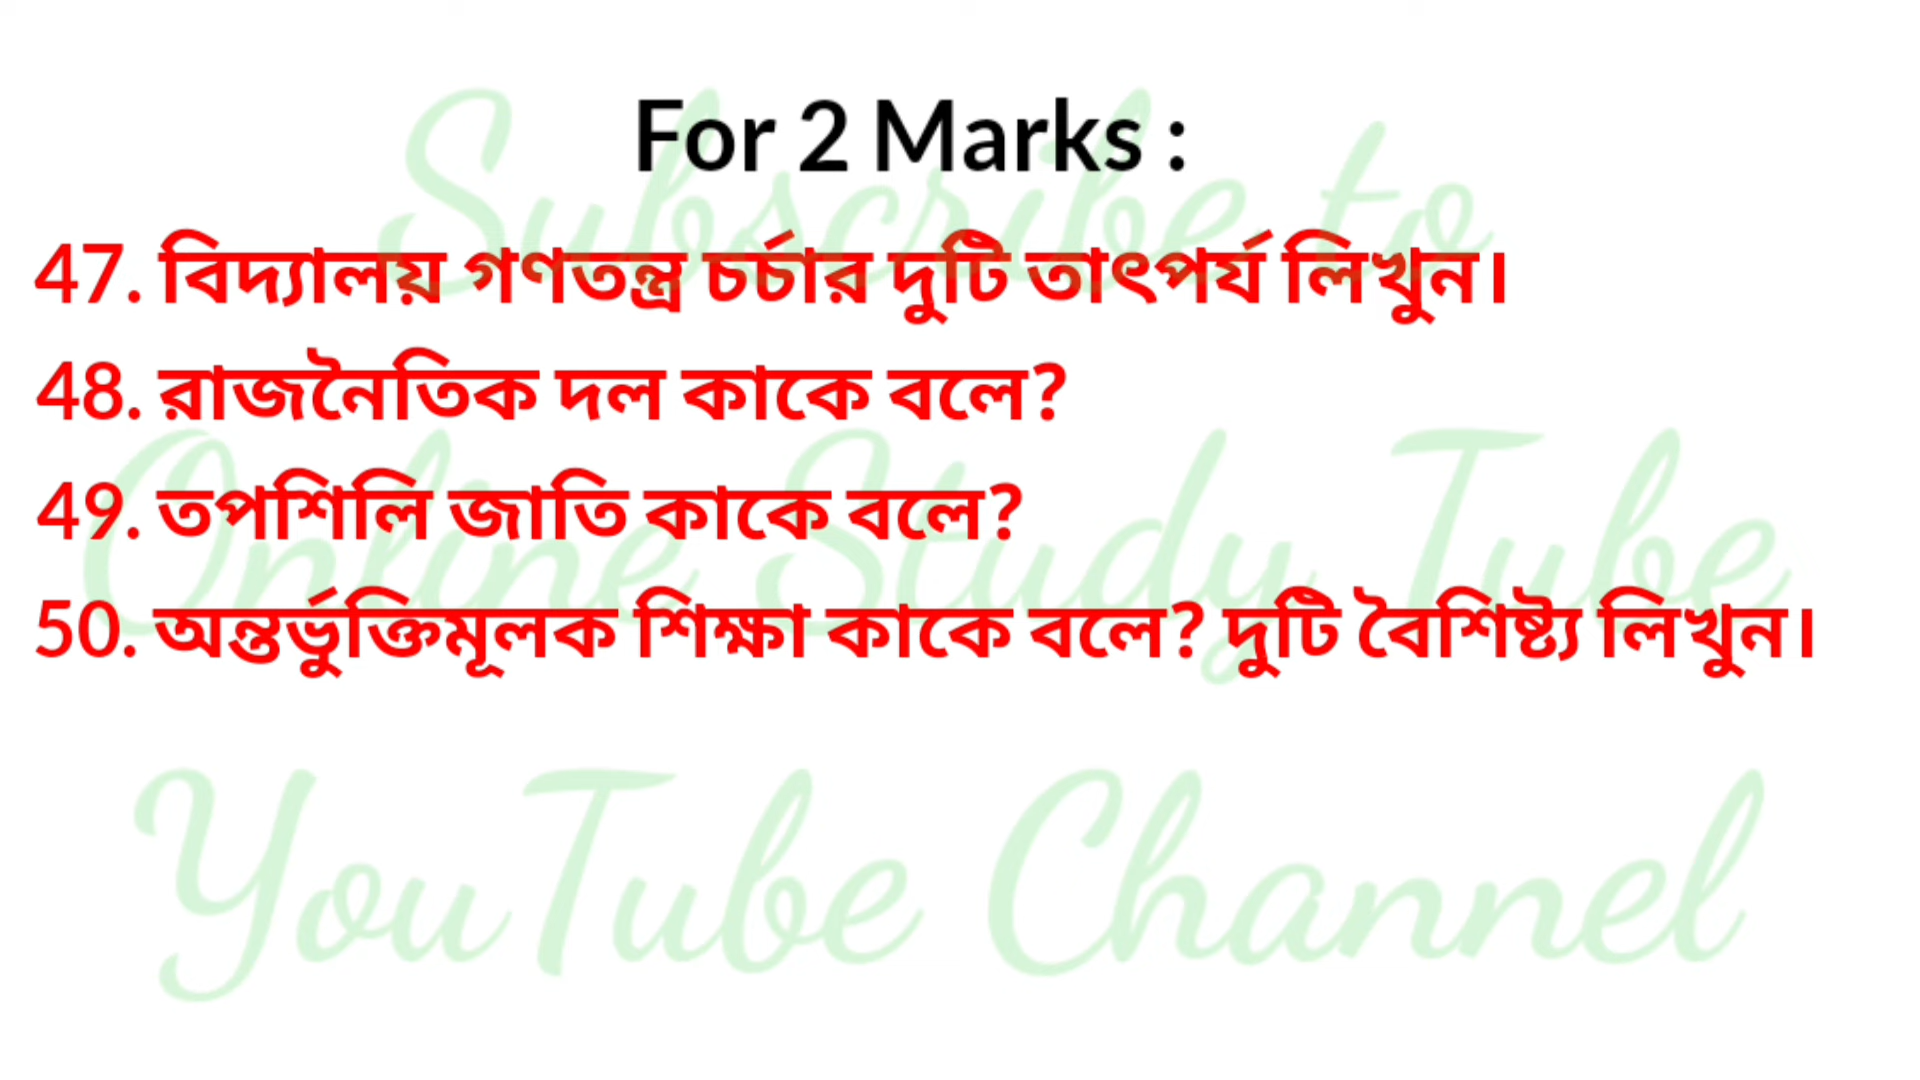 For 2 Marks :
47. বিদ্যালয় গণতন্ত্র চর্চার দুটি তাৎপর্য লিখুন।
48. রাজনৈতিক দল কাকে বলে?
49. তপশিলি জাতি কাকে বলে?
50. অন্তর্ভুক্তিমূলক শিক্ষা কাকে বলে? দুটি বৈশিষ্ট্য লিখুন।
Subscribe to
Online Study Tube
YouTube Channel